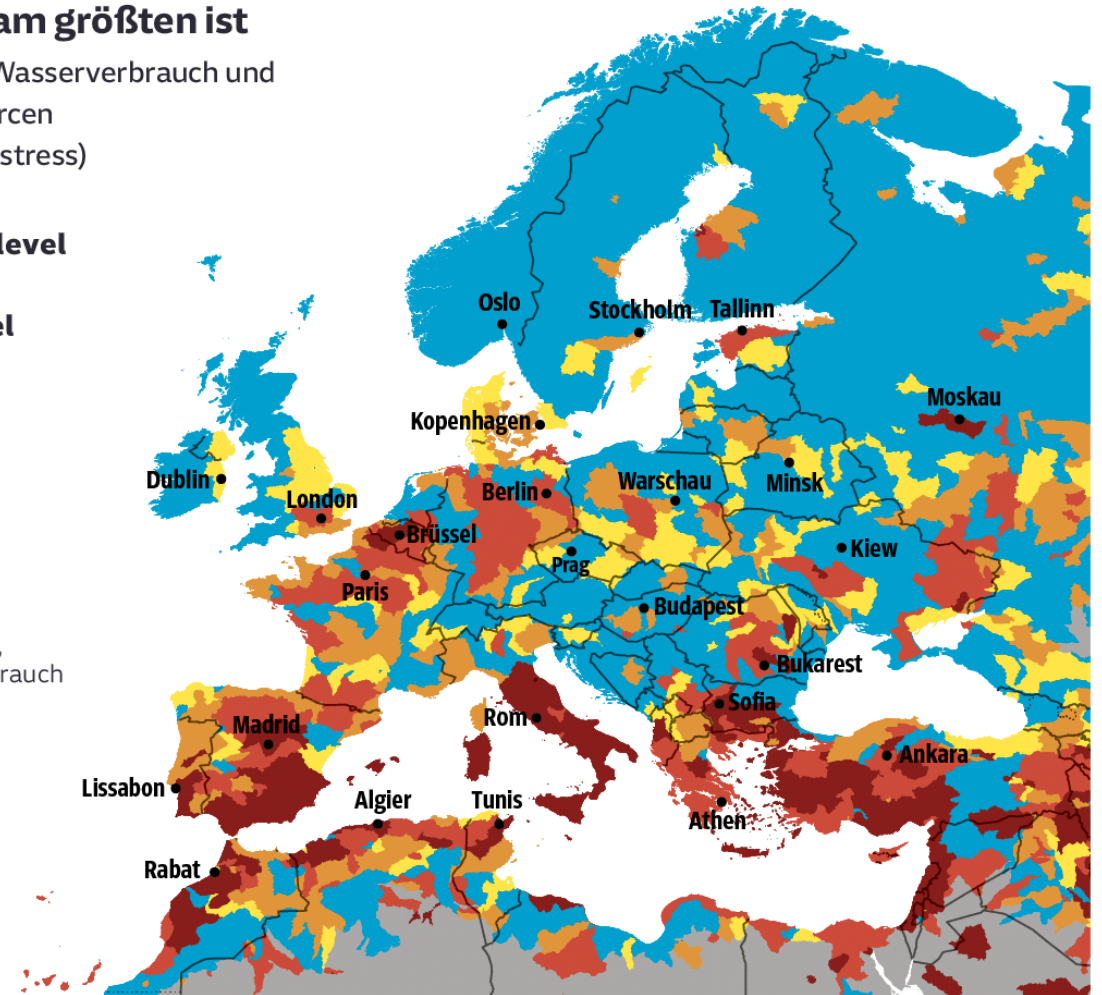 am größten ist
Wasserverbrauch und
rcen
stress)
level
el
rauch
Oslo
Stockholm
Tallinn
Moskau
Kopenhagen
Dublin
London
Berlin
Warschau
Minsk
Brüssel
Kiew
Prag
Paris
Budapest
Bukarest
Sofia
Rom
Madrid
Ankara
Lissabon
Algier
Tunis
Athen
Rabat